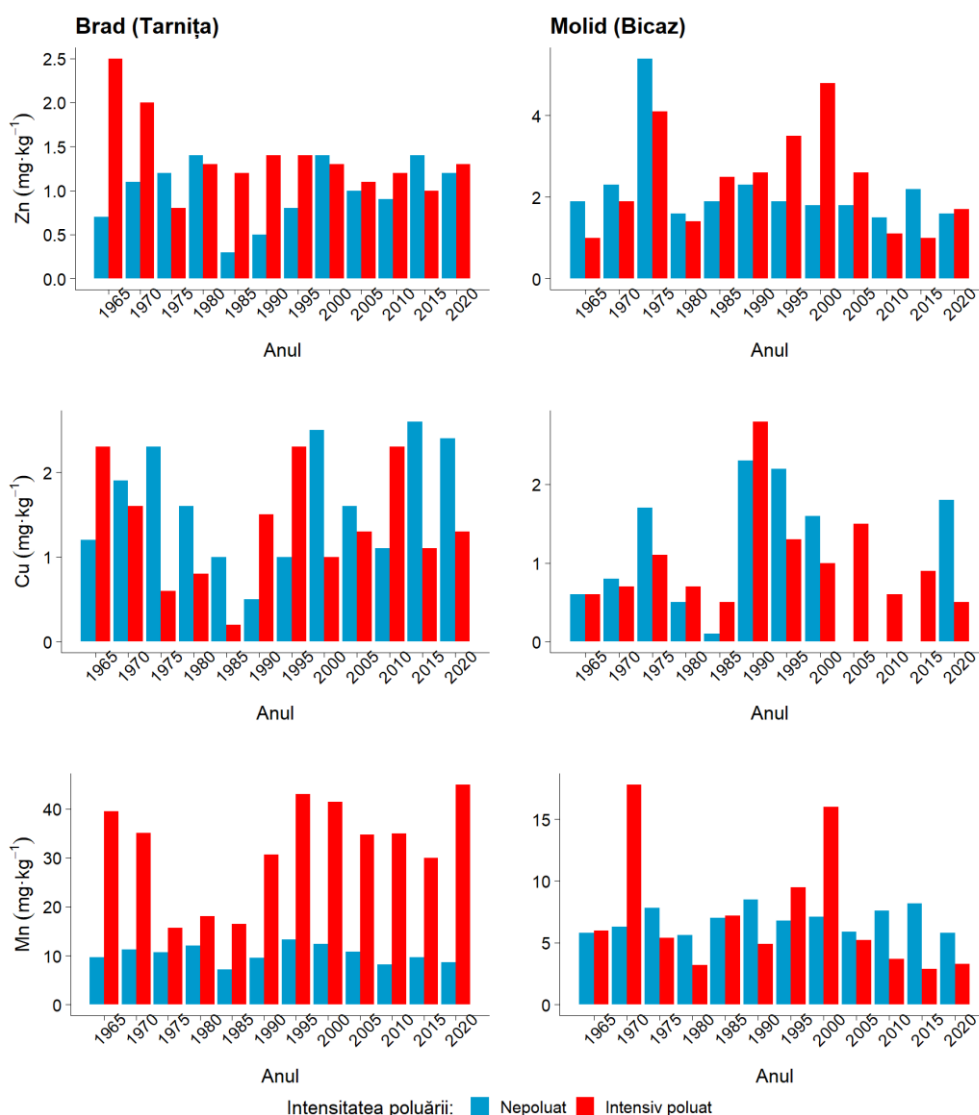 Brad (Tarnița)
Molid (Bicaz)
Zn (mg·kg⁻¹)
2.5
2.0
1.5
1.0
0.5
0.0
1965 1970 1975 1980 1985 1990 1995 2000 2005 2010 2015 2020
Anul
4
2
0
1965 1970 1975 1980 1985 1990 1995 2000 2005 2010 2015 2020
Anul
Cu (mg·kg⁻¹)
2
1
0
1965 1970 1975 1980 1985 1990 1995 2000 2005 2010 2015 2020
Anul
2
1
0
1965 1970 1975 1980 1985 1990 1995 2000 2005 2010 2015 2020
Anul
Mn (mg·kg⁻¹)
40
30
20
10
0
1965 1970 1975 1980 1985 1990 1995 2000 2005 2010 2015 2020
Anul
15
10
5
0
1965 1970 1975 1980 1985 1990 1995 2000 2005 2010 2015 2020
Anul
Intensitatea poluării: Nepoluat Intensiv poluat